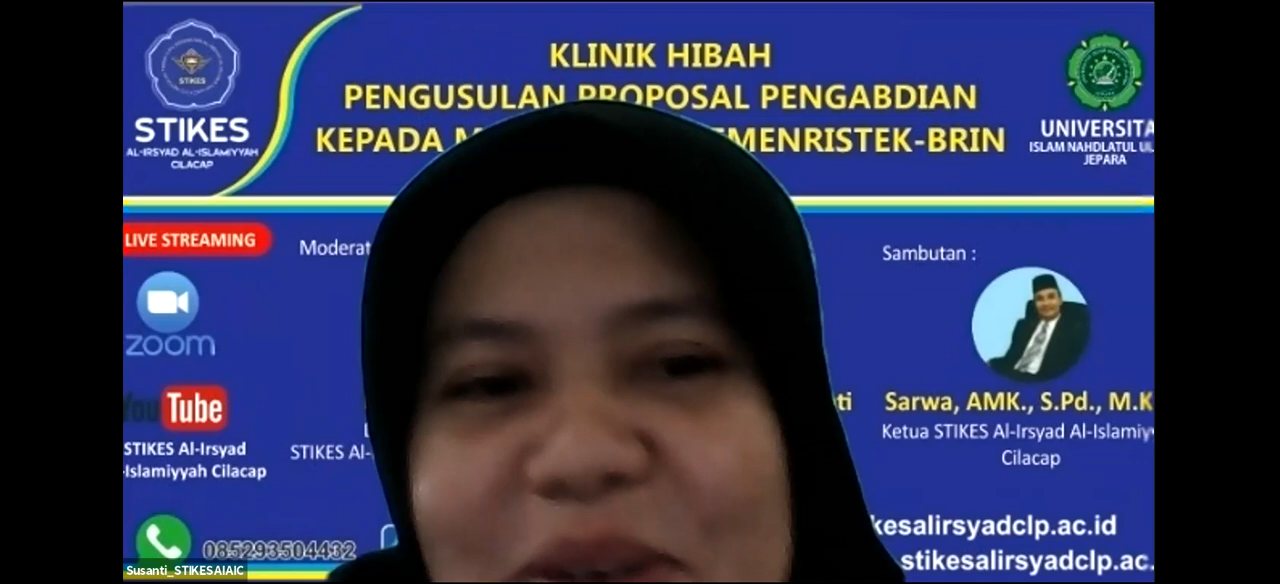 KLINIK HIBAH
PENGUSULAN PROPOSAL PENGABDIAN
KEPADA M EMENRISTEK-BRIN
STIKES
STIKES
AL-IRSYAD AL-ISLAMIYYAH
CILACAP
UNIVERSITA
ISLAM NAHDLATUL UL
JEPARA
LIVE STREAMING
Moderat
Sambutan :
zoom
YouTube
STIKES Al-Irsyad
-Islamiyyah Cilacap
STIKES Al-
ti
Sarwa, AMK., S.Pd., M.K
Ketua STIKES Al-Irsyad Al-Islamiy
Cilacap
085293504432
kesalirsyadclp.ac.id
stikesalirsyadclp.ac.
Susanti_STIKESAIAIC